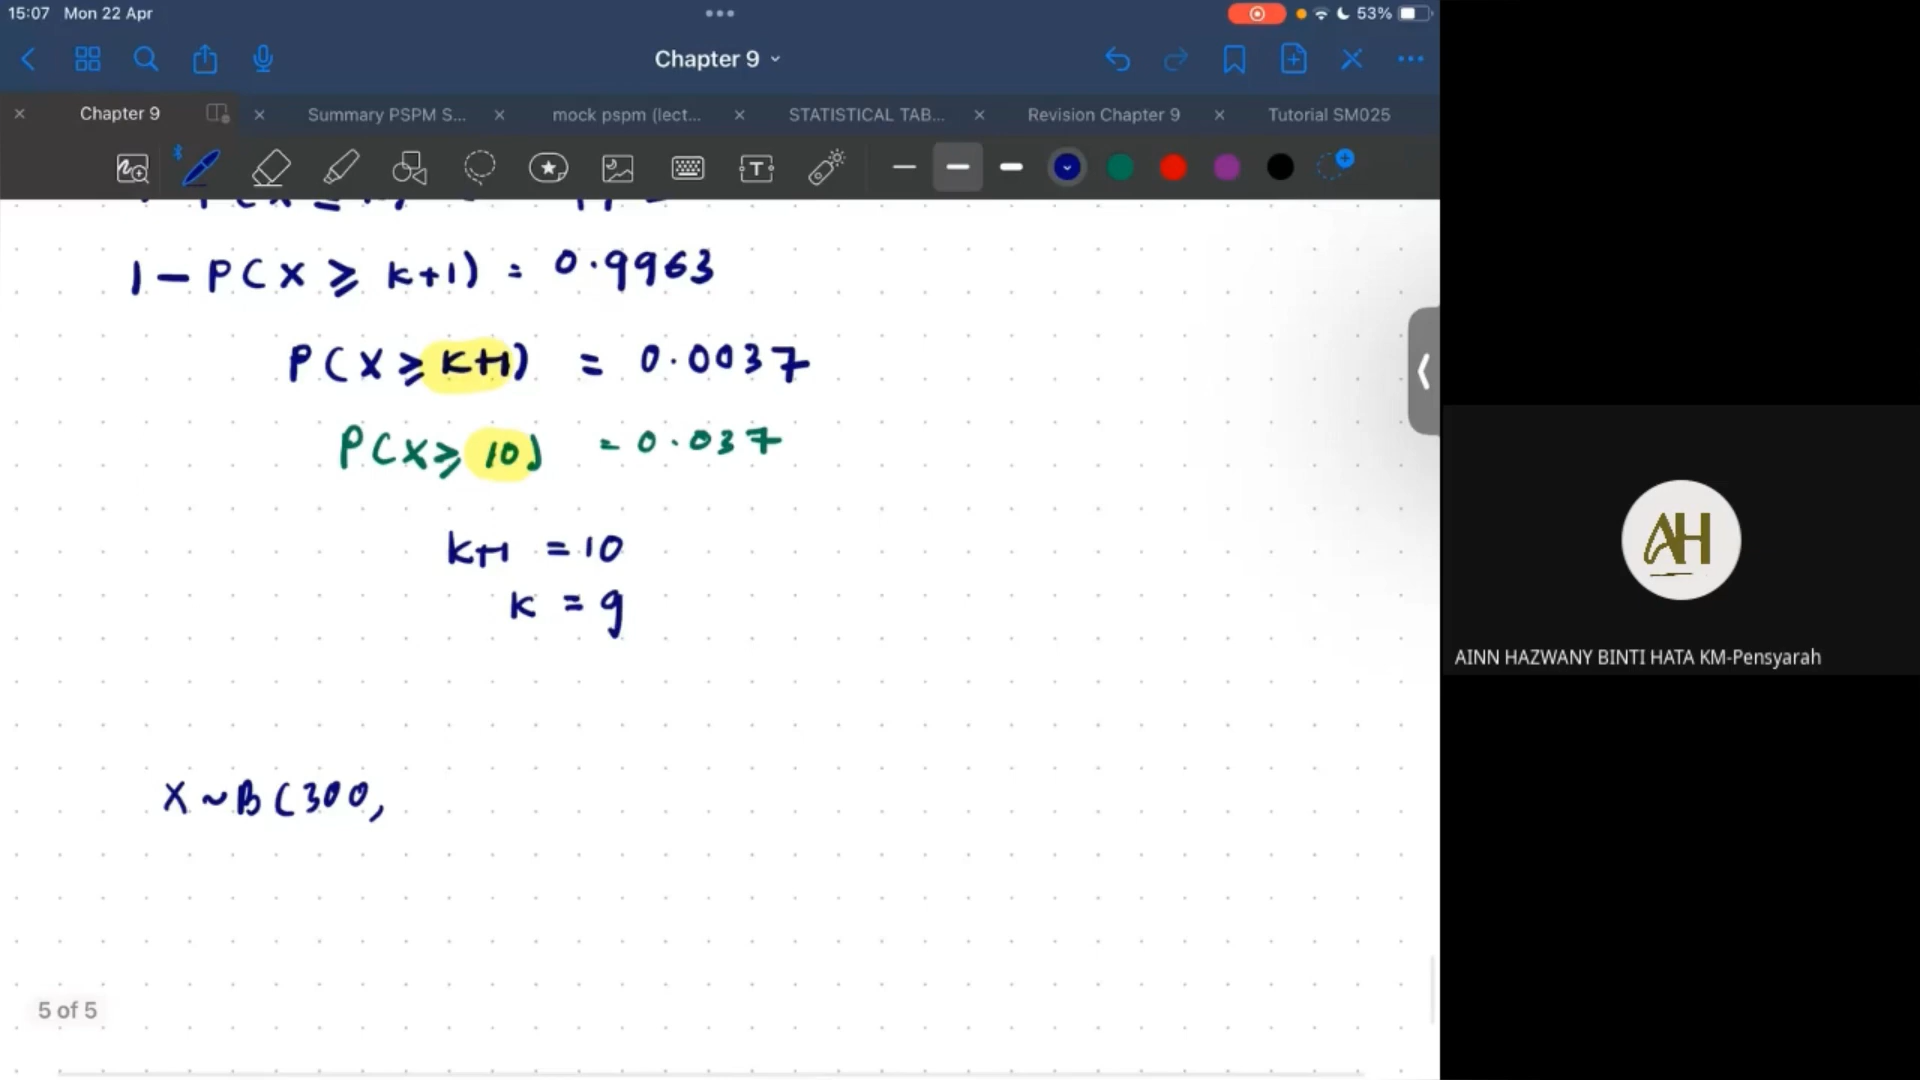 15:07 Mon 22 Apr
53%
Chapter 9
Chapter 9
Summary PSPM S...
mock pspm (lect...
STATISTICAL TAB...
Revision Chapter 9
Tutorial SM025
1 - P(X ≥ k+1) = 0.9963
P(X ≥ k+1) = 0.0037
P(X ≥ 10) = 0.037
k+1 = 10
k = 9
X ~ B(300,
5 of 5
AH
AINN HAZWANY BINTI HATA KM-Pensyarah